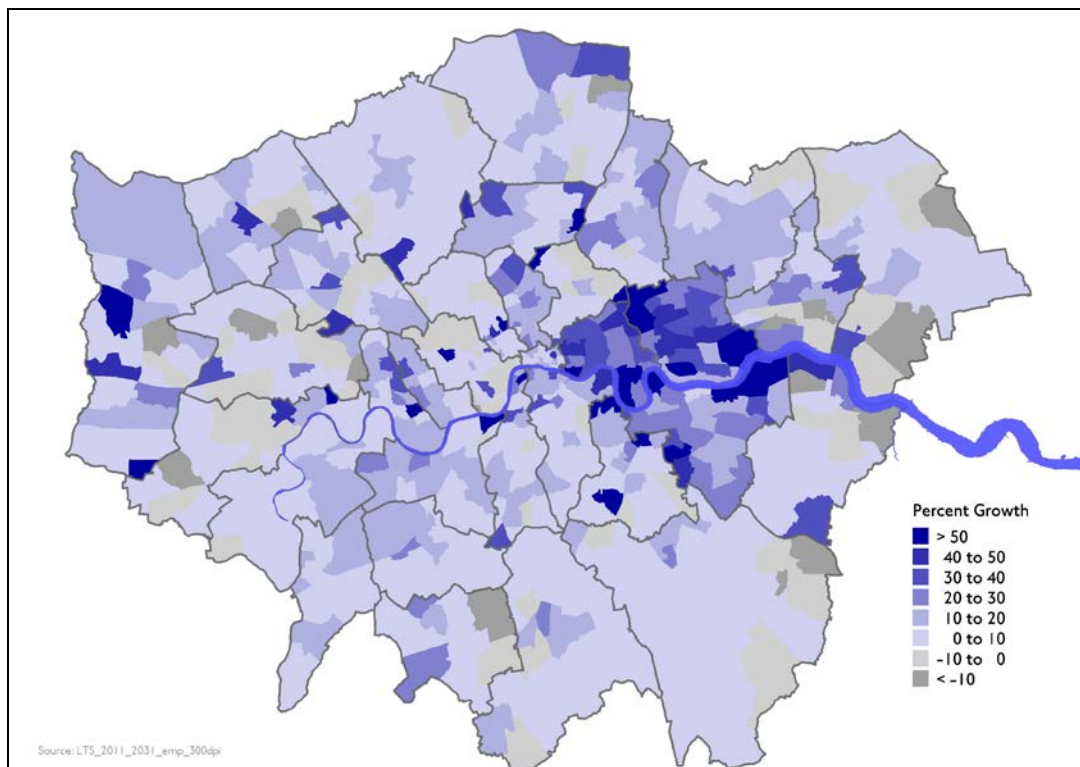 Percent Growth
> 50
40 to 50
30 to 40
20 to 30
10 to 20
0 to 10
-10 to 0
< -10
Source: LTS_2011_2031_emp_300dpi